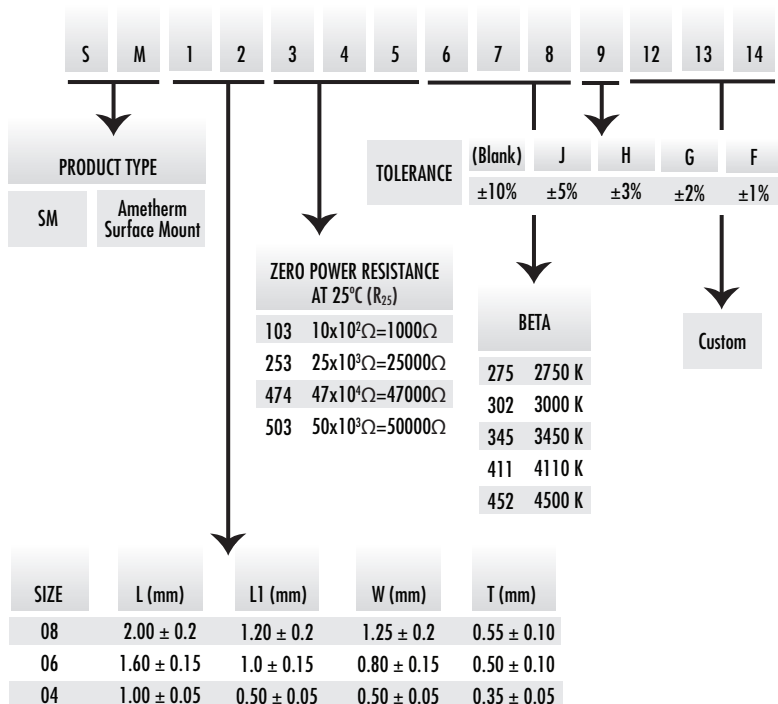 S M 1 2 3 4 5 6 7 8 9 12 13 14
PRODUCT TYPE
SM Ametherm Surface Mount
TOLERANCE (Blank) J H G F
±10% ±5% ±3% ±2% ±1%
ZERO POWER RESISTANCE
AT 25ºC (R25)
103 10x10²Ω=1000Ω
253 25x10³Ω=25000Ω
474 47x10⁴Ω=47000Ω
503 50x10³Ω=50000Ω
BETA
275 2750 K
302 3000 K
345 3450 K
411 4110 K
452 4500 K
Custom
SIZE L (mm) L1 (mm) W (mm) T (mm)
08 2.00 ± 0.2 1.20 ± 0.2 1.25 ± 0.2 0.55 ± 0.10
06 1.60 ± 0.15 1.0 ± 0.15 0.80 ± 0.15 0.50 ± 0.10
04 1.00 ± 0.05 0.50 ± 0.05 0.50 ± 0.05 0.35 ± 0.05